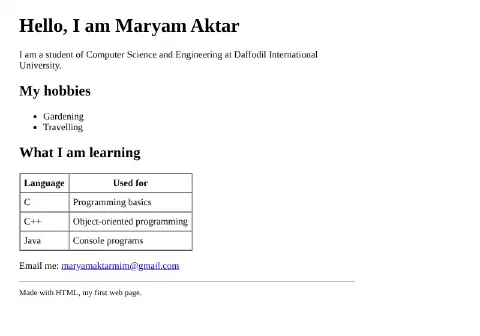 Hello, I am Maryam Aktar
I am a student of Computer Science and Engineering at Daffodil International
University.
My hobbies
Gardening
Travelling
What I am learning
Language Used for
C Programming basics
C++ Object-oriented programming
Java Console programs
Email me: maryamaktarmim@gmail.com
Made with HTML, my first web page.